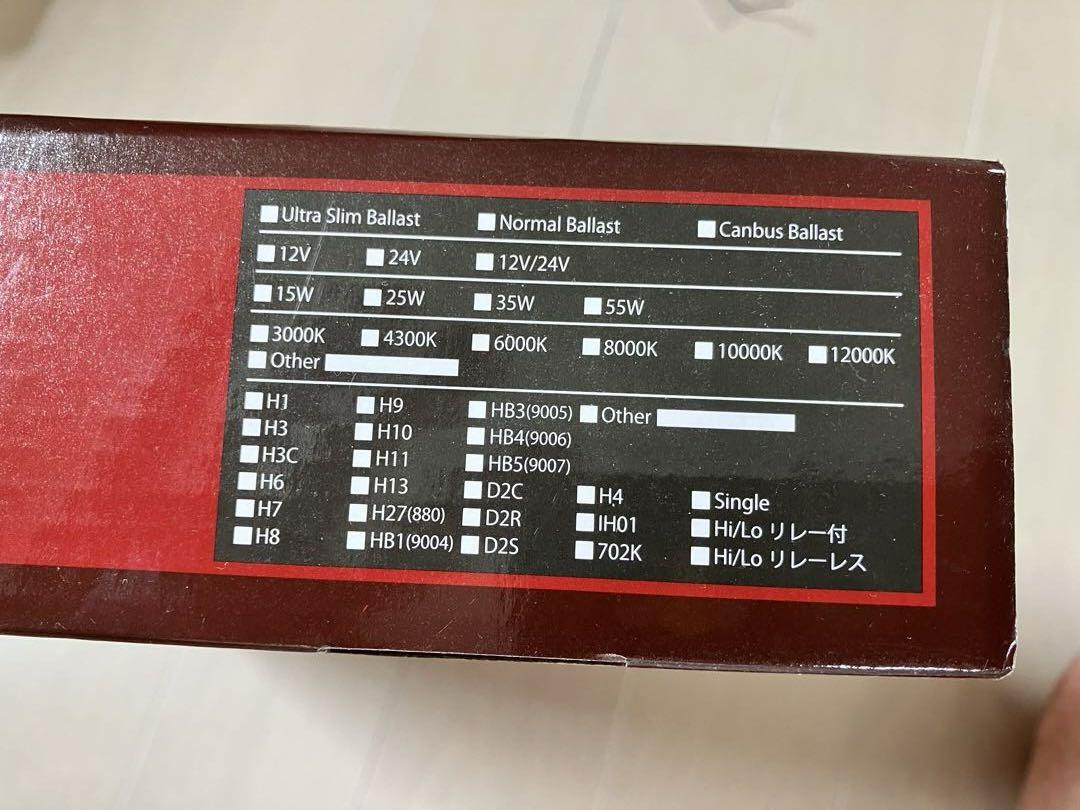 Ultra Slim Ballast Normal Ballast Canbus Ballast
12V 24V 12V/24V
15W 25W 35W 55W
3000K 4300K 6000K 8000K 10000K 12000K
Other
H1 H9 HB3(9005) Other
H3 H10 HB4(9006)
H3C H11 HB5(9007)
H6 H13 D2C H4 Single
H7 H27(880) D2R IH01 Hi/Lo リレー付
H8 HB1(9004) D2S 702K Hi/Lo リレーレス